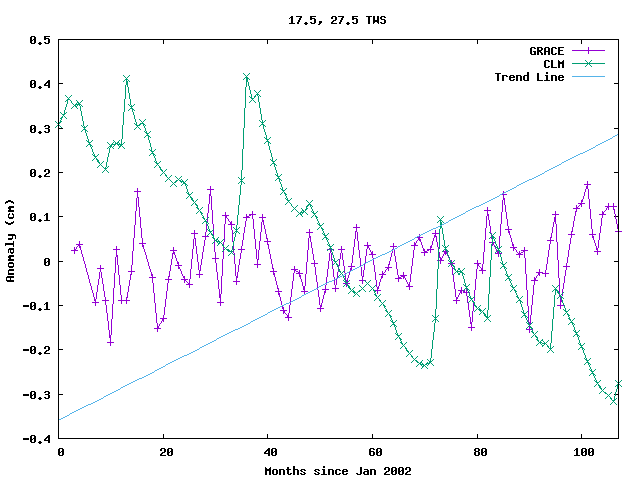 17.5, 27.5 TWS
GRACE
CLM
Trend Line
0.5
0.4
0.3
0.2
0.1
0
-0.1
-0.2
-0.3
-0.4
Anomaly (cm)
0 20 40 60 80 100
Months since Jan 2002